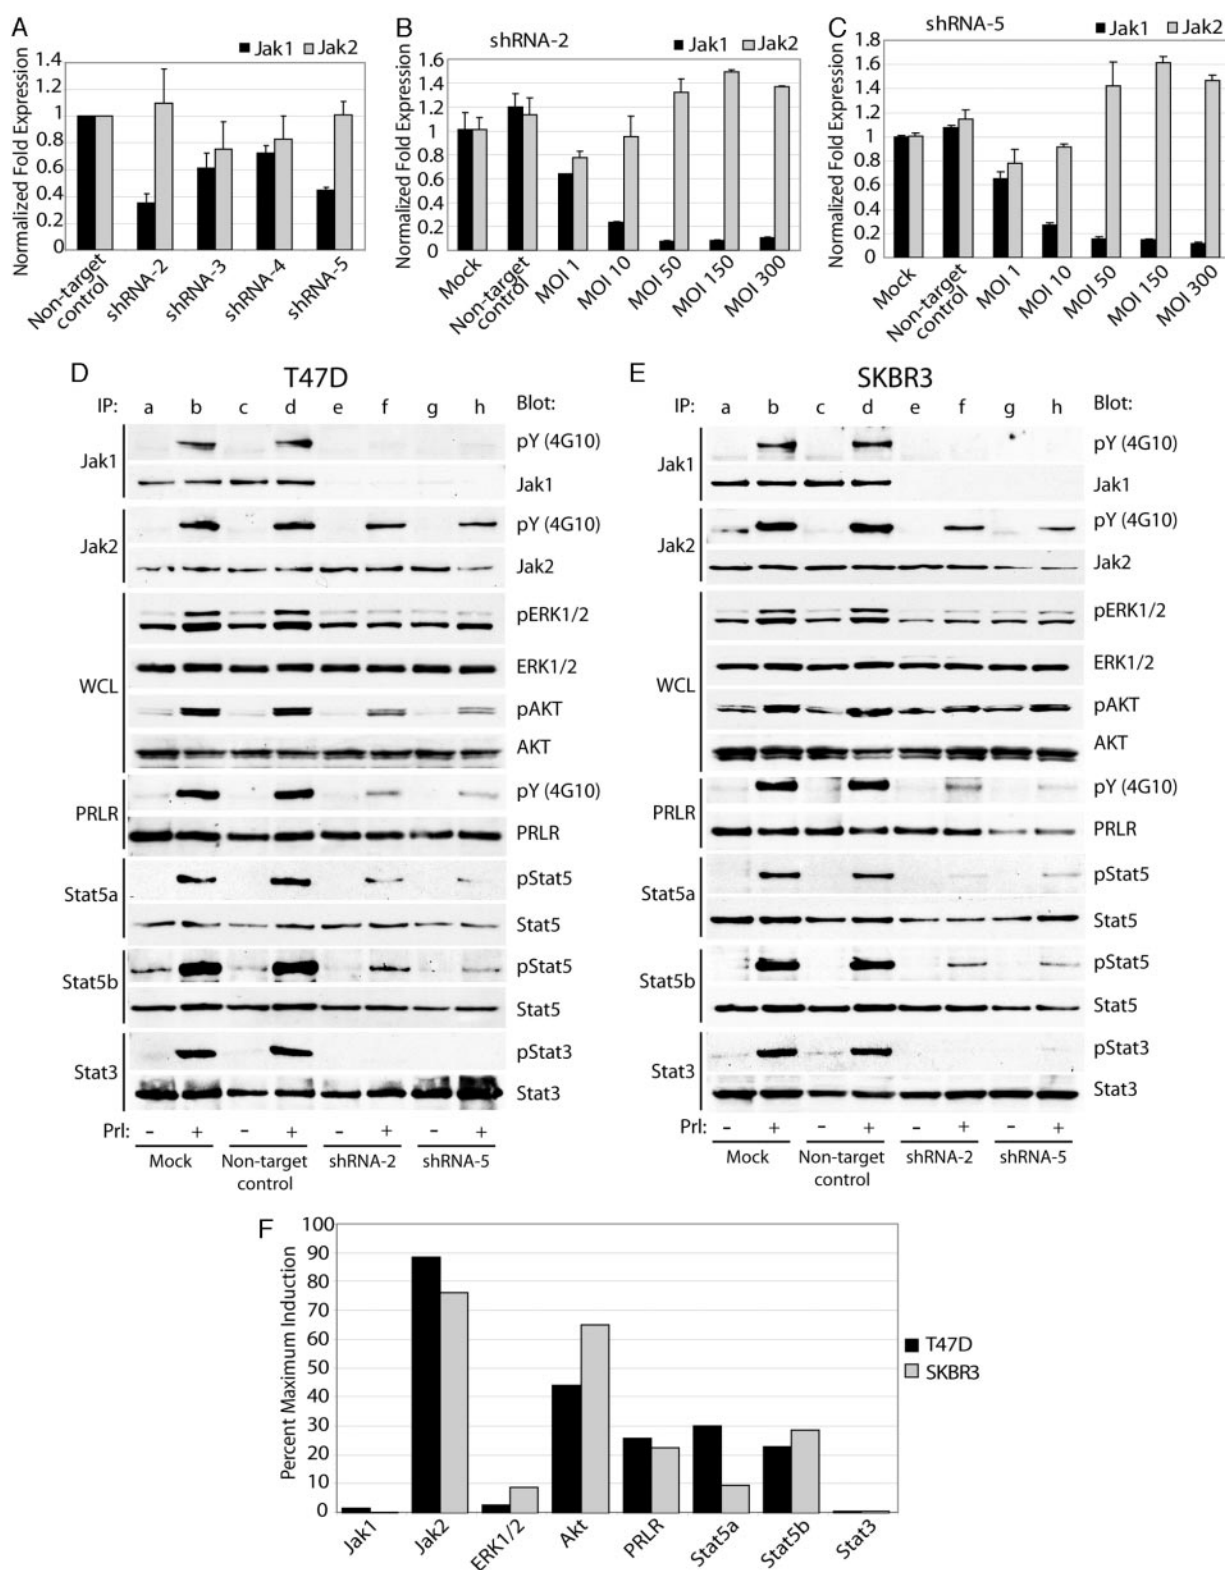 A
Jak1 Jak2
Normalized Fold Expression
1.4
1.2
1
0.8
0.6
0.4
0.2
0
Non-target control
shRNA-2
shRNA-3
shRNA-4
shRNA-5
B
shRNA-2
Jak1 Jak2
Normalized Fold Expression
1.6
1.4
1.2
1.0
0.8
0.6
0.4
0.2
0
Mock
Non-target control
MOI 1
MOI 10
MOI 50
MOI 150
MOI 300
C
shRNA-5
Jak1 Jak2
Normalized Fold Expression
1.8
1.6
1.4
1.2
1.0
0.8
0.6
0.4
0.2
0
Mock
Non-target control
MOI 1
MOI 10
MOI 50
MOI 150
MOI 300
D
T47D
IP: a b c d e f g h Blot:
Jak1
pY (4G10)
Jak1
Jak2
pY (4G10)
Jak2
WCL
pERK1/2
ERK1/2
pAKT
AKT
PRLR
pY (4G10)
PRLR
Stat5a
pStat5
Stat5
Stat5b
pStat5
Stat5
Stat3
pStat3
Stat3
Prl: − + − + − + − +
Mock Non-target control shRNA-2 shRNA-5
E
SKBR3
IP: a b c d e f g h Blot:
Jak1
pY (4G10)
Jak1
Jak2
pY (4G10)
Jak2
WCL
pERK1/2
ERK1/2
pAKT
AKT
PRLR
pY (4G10)
PRLR
Stat5a
pStat5
Stat5
Stat5b
pStat5
Stat5
Stat3
pStat3
Stat3
Prl: − + − + − + − +
Mock Non-target control shRNA-2 shRNA-5
F
Percent Maximum Induction
100
90
80
70
60
50
40
30
20
10
0
Jak1
Jak2
ERK1/2
Akt
PRLR
Stat5a
Stat5b
Stat3
T47D
SKBR3